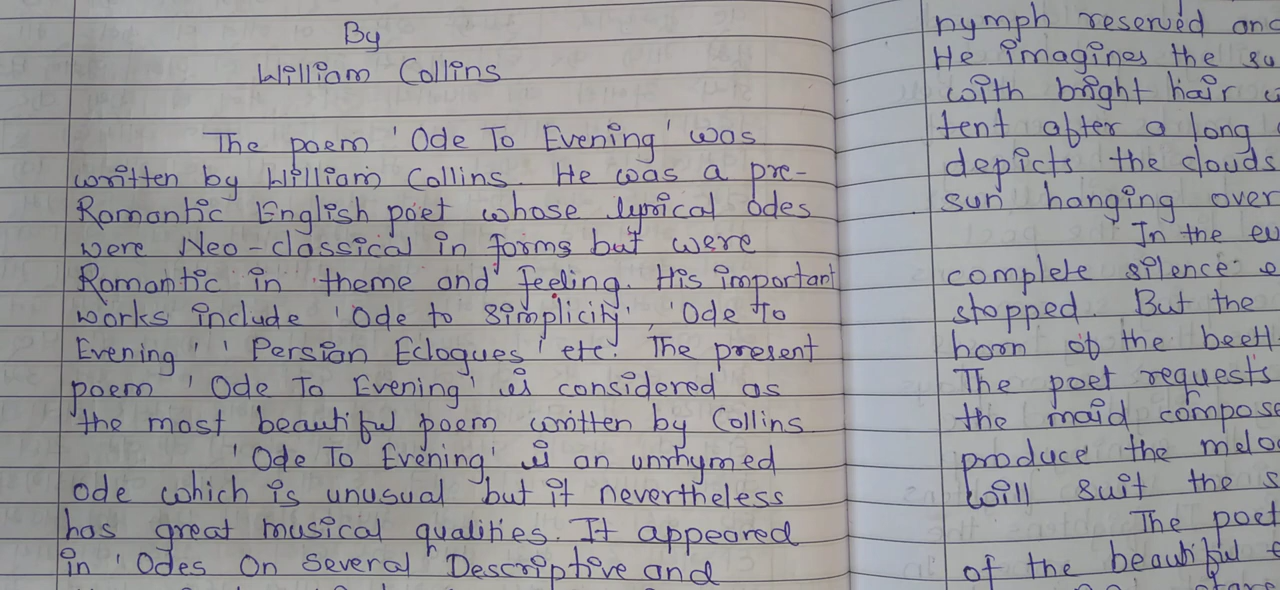 By
William Collins
The poem 'Ode To Evening' was
written by William Collins. He was a pre-
Romantic English poet whose lyrical odes
were Neo-classical in forms but were
Romantic in theme and feeling. His important
works include 'Ode to Simplicity' 'Ode To
Evening' 'Persian Eclogues' etc. The present
poem 'Ode To Evening' is considered as
the most beautiful poem written by Collins.
'Ode To Evening' is an unrhymed
ode which is unusual but it nevertheless
has great musical qualities. It appeared
in 'Odes On Several Descriptive and
nymph reserved and
He imagines the su
with bright hair
tent after a long
depicts the clouds
sun hanging over
In the ev
complete silence
stopped. But the
horn of the beetl
The poet requests
the maid compose
produce the melo
will suit the s
The poet
of the beautiful